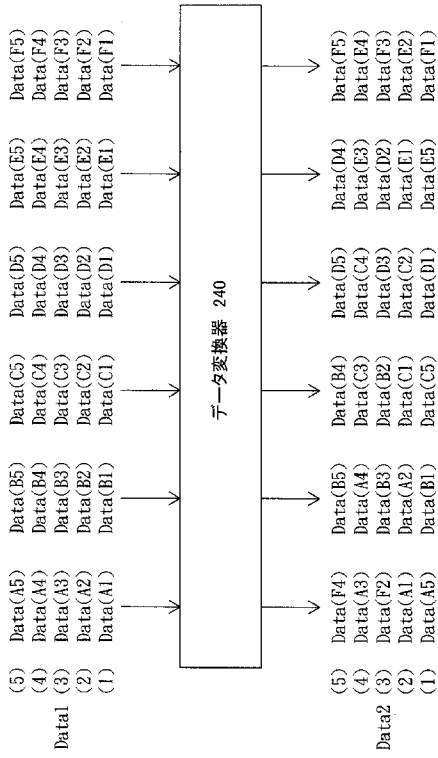 (5) Data(A5) Data(B5) Data(C5) Data(D5) Data(E5) Data(F5)
(4) Data(A4) Data(B4) Data(C4) Data(D4) Data(E4) Data(F4)
Data1 (3) Data(A3) Data(B3) Data(C3) Data(D3) Data(E3) Data(F3)
(2) Data(A2) Data(B2) Data(C2) Data(D2) Data(E2) Data(F2)
(1) Data(A1) Data(B1) Data(C1) Data(D1) Data(E1) Data(F1)
データ変換器 240
(5) Data(F4) Data(B5) Data(B4) Data(D5) Data(D4) Data(F5)
(4) Data(A3) Data(A4) Data(C3) Data(C4) Data(E3) Data(E4)
Data2 (3) Data(F2) Data(B3) Data(B2) Data(D3) Data(D2) Data(F3)
(2) Data(A1) Data(A2) Data(C1) Data(C2) Data(E1) Data(E2)
(1) Data(A5) Data(B1) Data(C5) Data(D1) Data(E5) Data(F1)